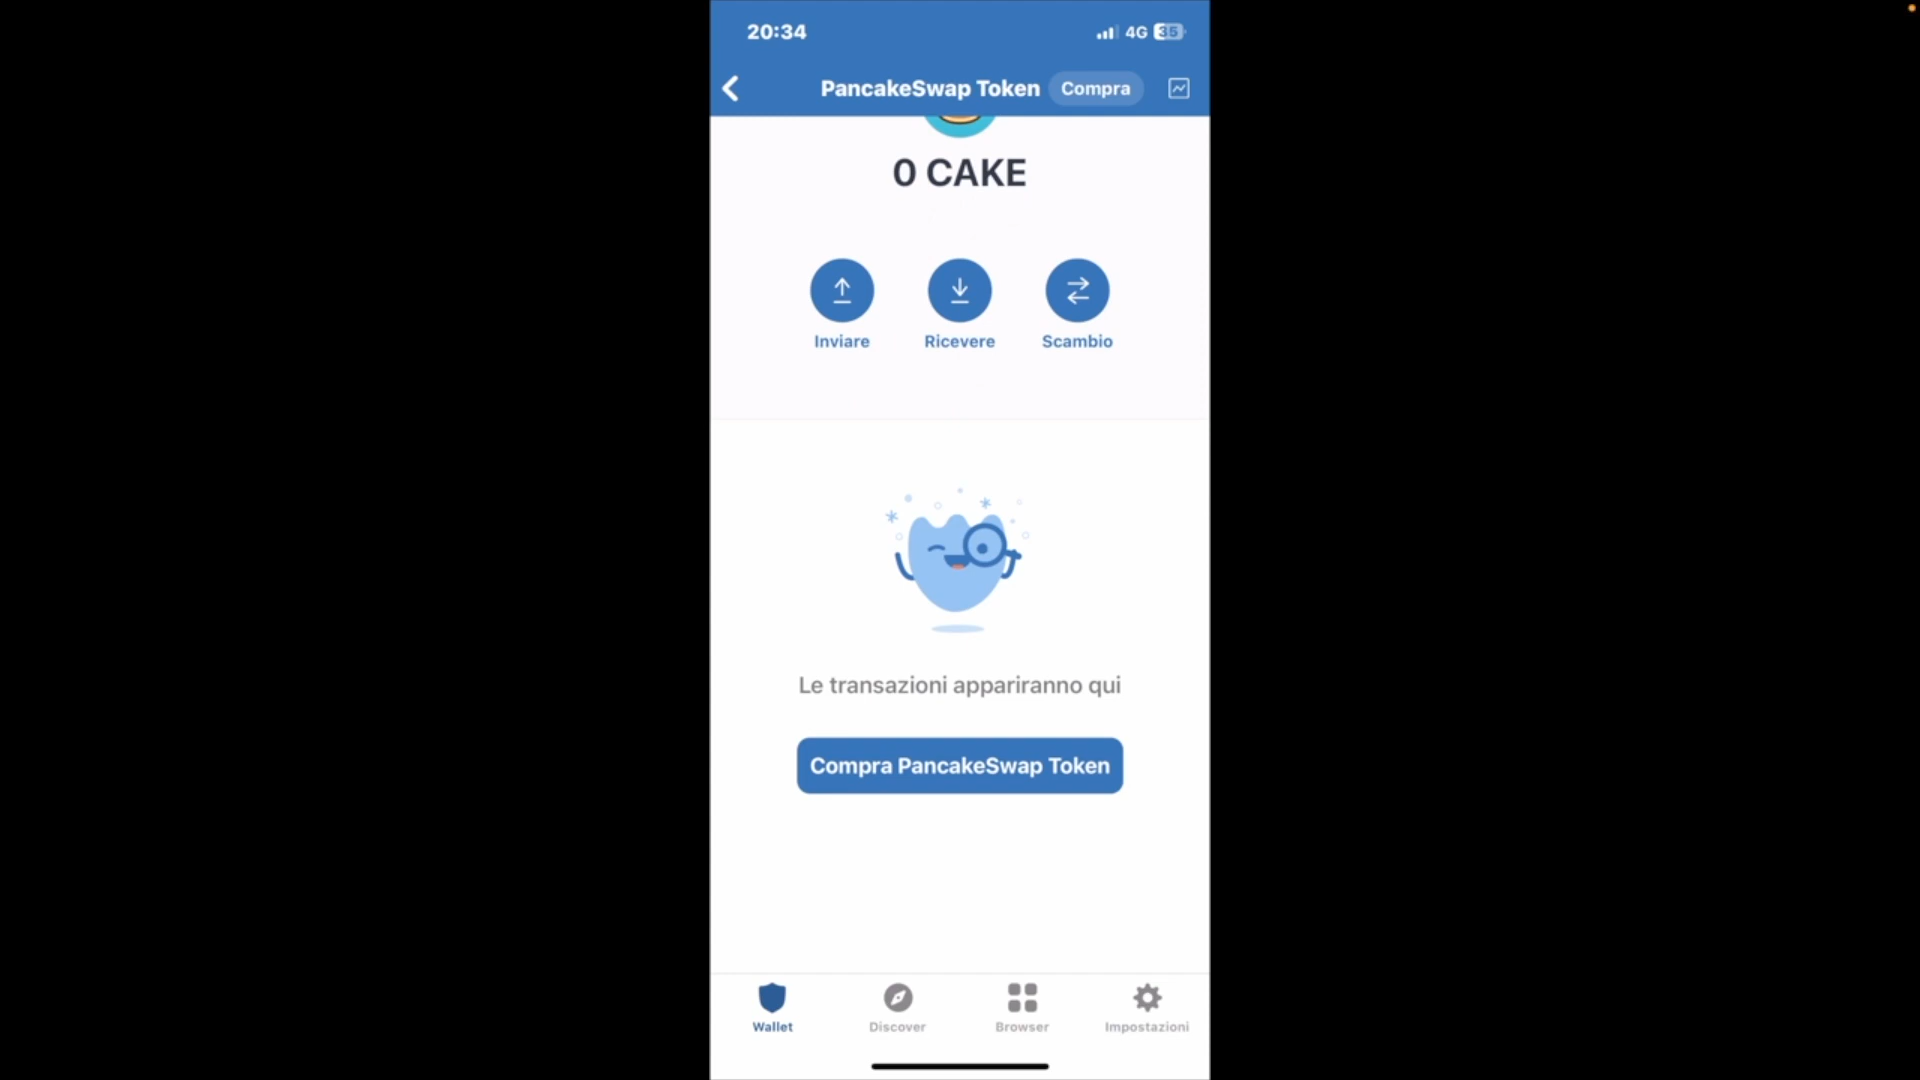 20:34
4G 35
PancakeSwap Token
Compra
0 CAKE
Inviare
Ricevere
Scambio
Le transazioni appariranno qui
Compra PancakeSwap Token
Wallet
Discover
Browser
Impostazioni